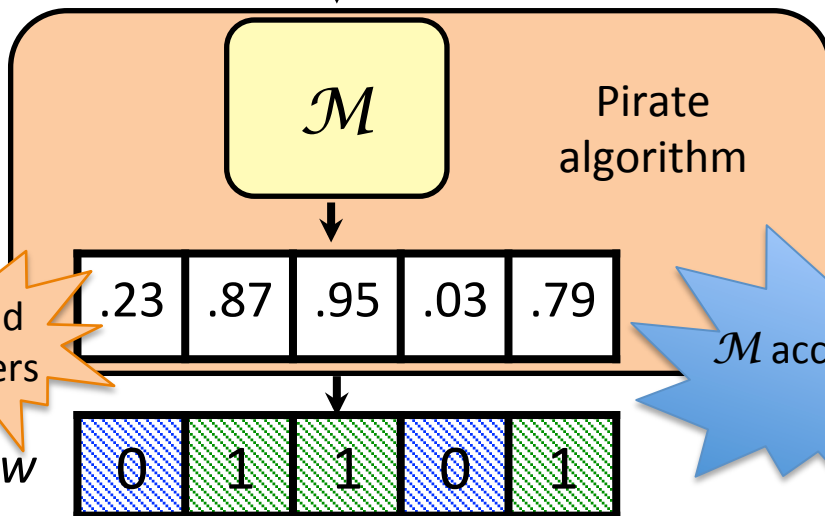 ℳ
Pirate
algorithm
.23 .87 .95 .03 .79
ℳ
w 0 1 1 0 1